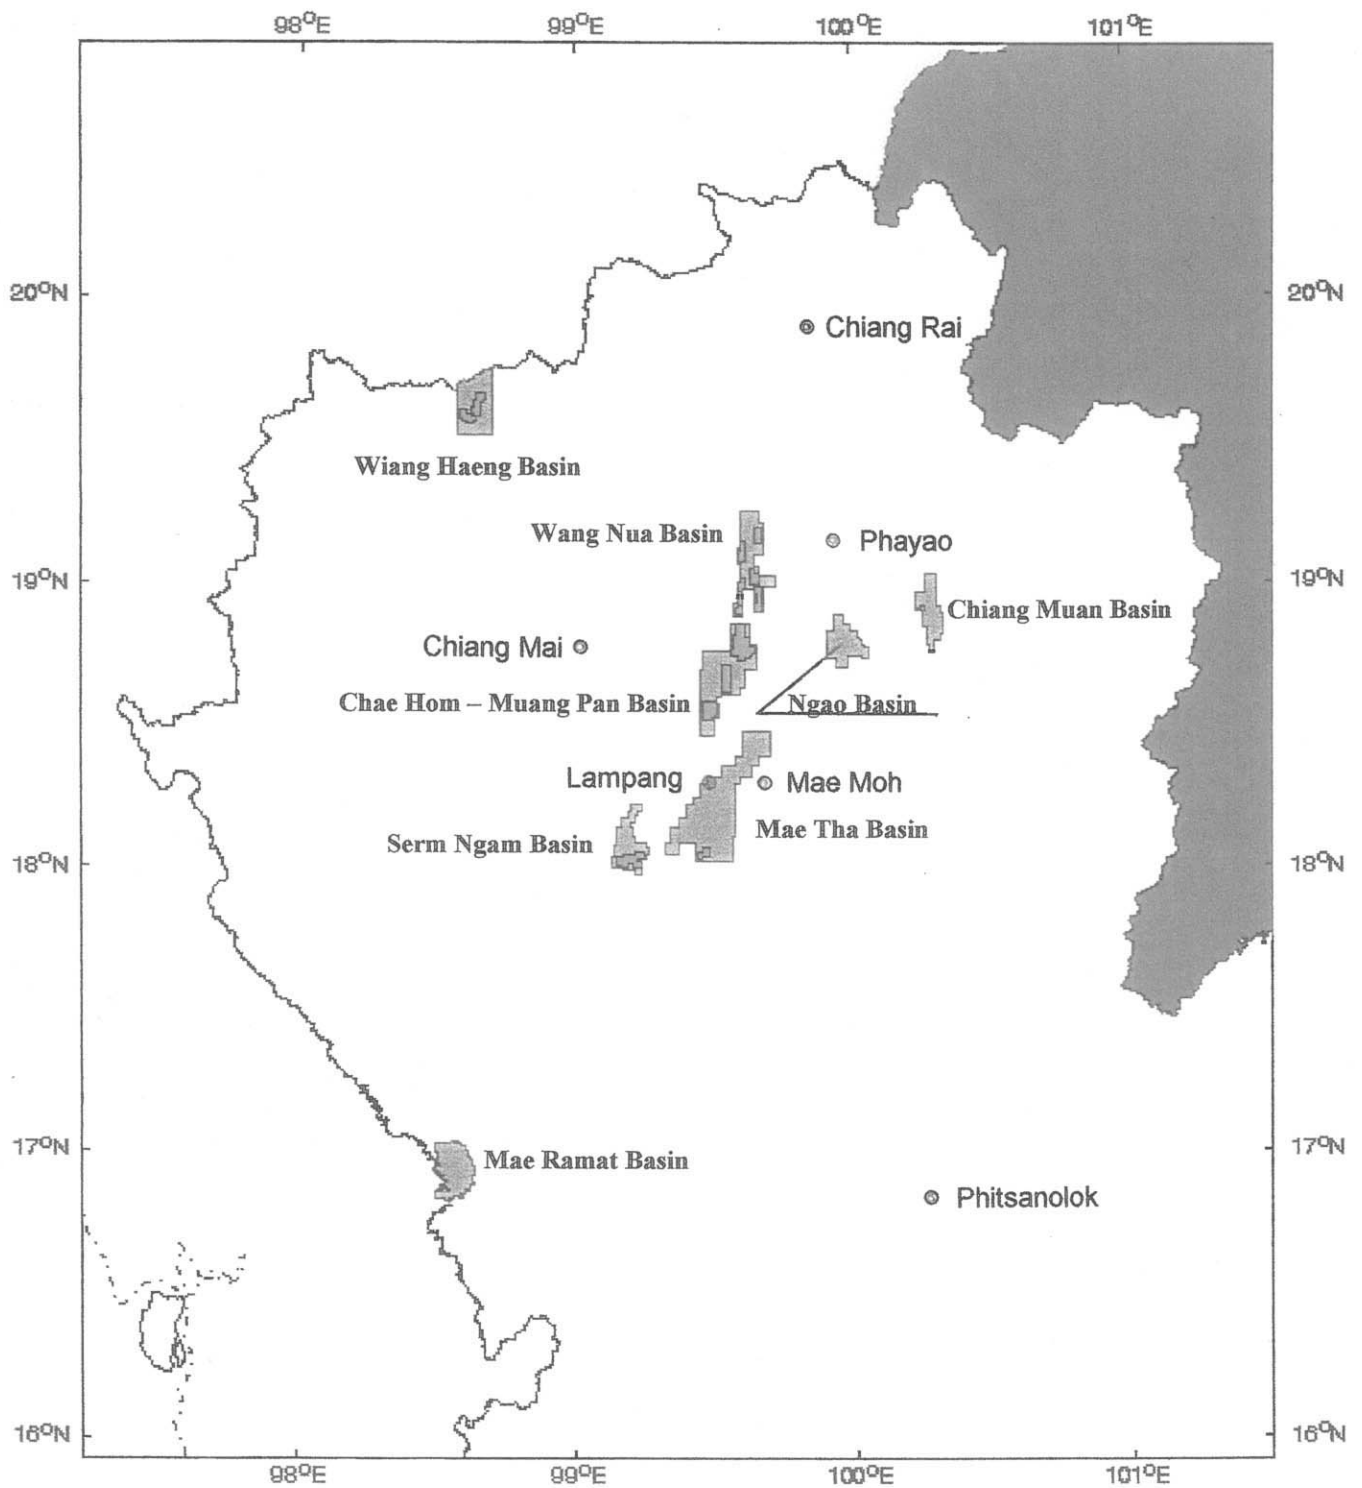 98°E 99°E 100°E 101°E
20°N 20°N
Chiang Rai
Wiang Haeng Basin
Wang Nua Basin
Phayao
19°N 19°N
Chiang Muan Basin
Chiang Mai
Chae Hom – Muang Pan Basin
Ngao Basin
Lampang
Mae Moh
Mae Tha Basin
Serm Ngam Basin
18°N 18°N
17°N 17°N
Mae Ramat Basin
Phitsanolok
16°N 16°N
98°E 99°E 100°E 101°E